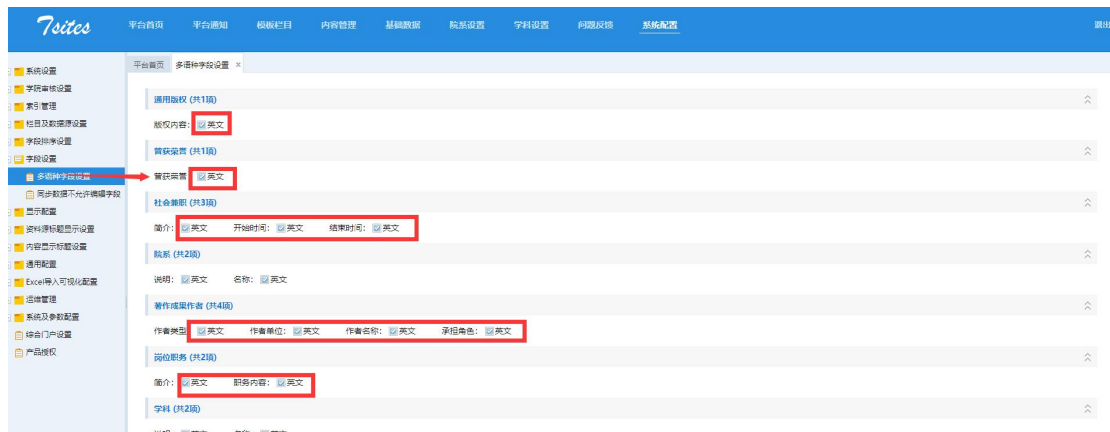 Tsites 平台首页 平台通知 模板栏目 内容管理 基础数据 院系设置 学科设置 问题反馈 系统配置 退出
平台首页 多语种字段设置 ×
系统设置
学院审核设置
索引管理
栏目及数据源设置
字段排序设置
字段设置
多语种字段设置
同步数据不允许编辑字段
显示配置
资料源标题显示设置
内容显示标题设置
通用配置
Excel导入可视化配置
运维管理
系统及参数配置
综合门户设置
产品授权
通用版权 (共1项)
版权内容: 英文
曾获荣誉 (共1项)
曾获荣誉 英文
社会兼职 (共3项)
简介: 英文 开始时间: 英文 结束时间: 英文
院系 (共2项)
说明: 英文 名称: 英文
著作成果作者 (共4项)
作者类型 英文 作者单位: 英文 作者名称: 英文 承担角色: 英文
岗位职务 (共2项)
简介: 英文 职务内容: 英文
学科 (共2项)